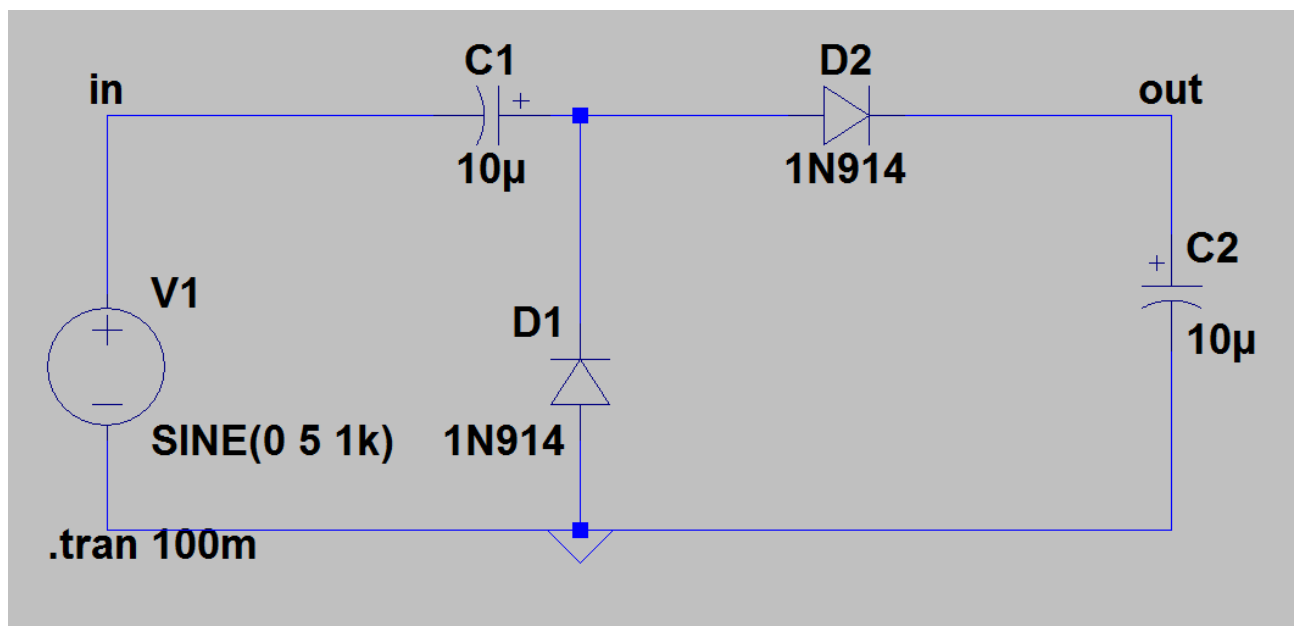 C1
D2
in
+
out
10µ
1N914
C2
+
V1
10µ
D1
+
SINE(0 5 1k)
1N914
.tran 100m